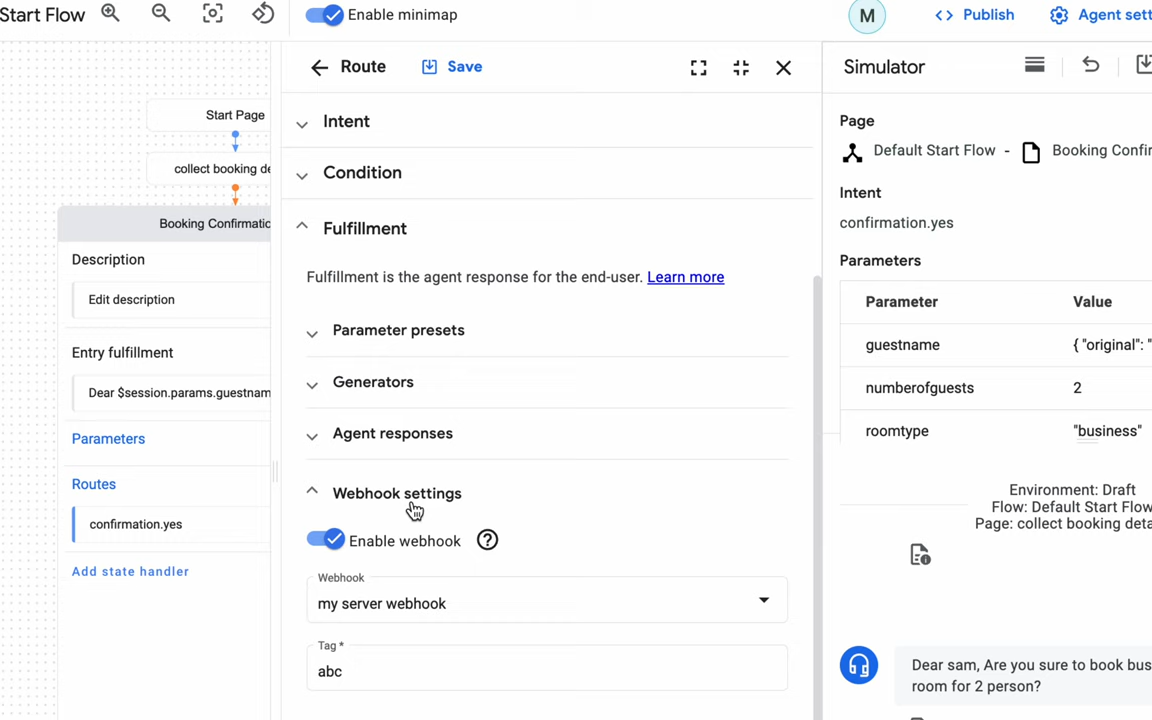 Start Flow
Enable minimap
M
Publish
Agent sett
Start Page
collect booking de
Booking Confirmatio
Description
Edit description
Entry fulfillment
Dear $session.params.guestnam
Parameters
Routes
confirmation.yes
Add state handler
Route
Save
Intent
Condition
Fulfillment
Fulfillment is the agent response for the end-user. Learn more
Parameter presets
Generators
Agent responses
Webhook settings
Enable webhook
Webhook
my server webhook
Tag *
abc
Simulator
Page
Default Start Flow - Booking Confir
Intent
confirmation.yes
Parameters
Parameter Value
guestname { "original": "
numberofguests 2
roomtype "business"
Environment: Draft
Flow: Default Start Flow
Page: collect booking deta
Dear sam, Are you sure to book bus
room for 2 person?